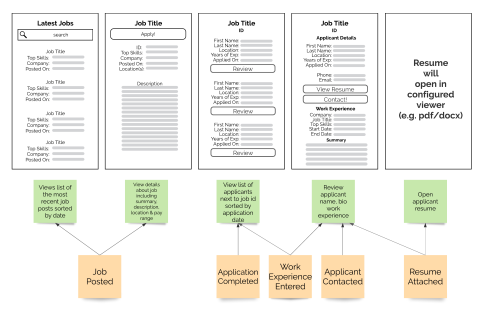 Latest Jobs
search
Job Title
Top Skills:
Company:
Posted On:
Job Title
Top Skills:
Company:
Posted On:
Job Title
Top Skills:
Company:
Posted On:
Job Title
Top Skills:
Company:
Posted On:
Job Title
Apply!
ID:
Top Skills:
Company:
Posted On:
Location(s):
Description
Job Title
ID
First Name:
Last Name:
Location:
Years of Exp:
Applied On:
Review
First Name:
Last Name:
Location:
Years of Exp:
Applied On:
Review
First Name:
Last Name:
Location:
Years of Exp:
Applied On:
Review
Job Title
ID
Applicant Details
First Name:
Last Name:
Location:
Years of Exp:
Applied On:
Phone:
Email:
View Resume
Contact!
Work Experience
Company:
Job Title:
Top Skills:
Start Date:
End Date:
Summary
Resume
will
open in
configured
viewer
(e.g. pdf/docx)
Views list of
the most
recent job
posts sorted
by date
View details
about job
including
summary,
description,
location & pay
range
View list of
applicants
next to job id
sorted by
application
date
Review
applicant
name, bio
work
experience
Open
applicant
resume
Job
Posted
Application
Completed
Work
Experience
Entered
Applicant
Contacted
Resume
Attached